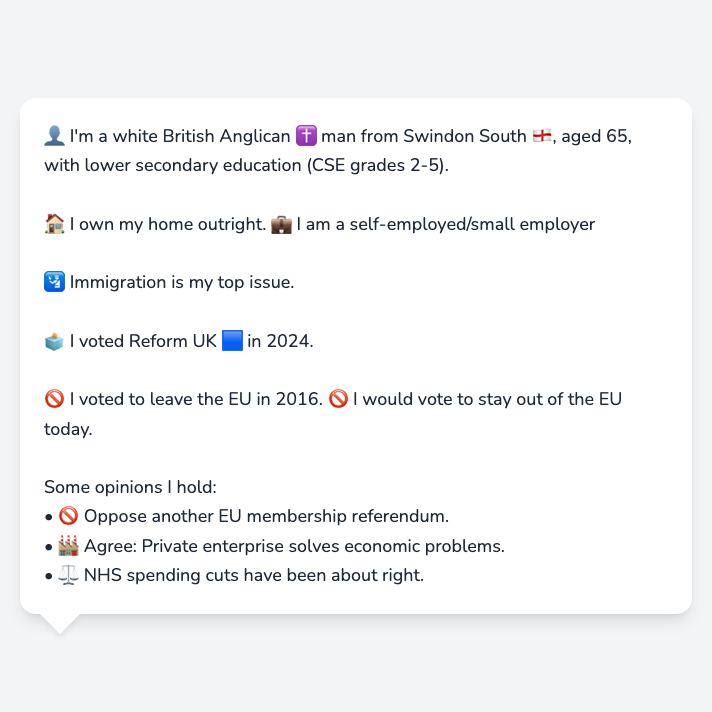 👤 I'm a white British Anglican ✝️ man from Swindon South 🏴󠁧󠁢󠁥󠁮󠁧󠁿, aged 65,
with lower secondary education (CSE grades 2-5).
🏠 I own my home outright. 💼 I am a self-employed/small employer
🛂 Immigration is my top issue.
🗳️ I voted Reform UK 🟦 in 2024.
🚫 I voted to leave the EU in 2016. 🚫 I would vote to stay out of the EU
today.
Some opinions I hold:
• 🚫 Oppose another EU membership referendum.
• 🏭 Agree: Private enterprise solves economic problems.
• ⚖️ NHS spending cuts have been about right.